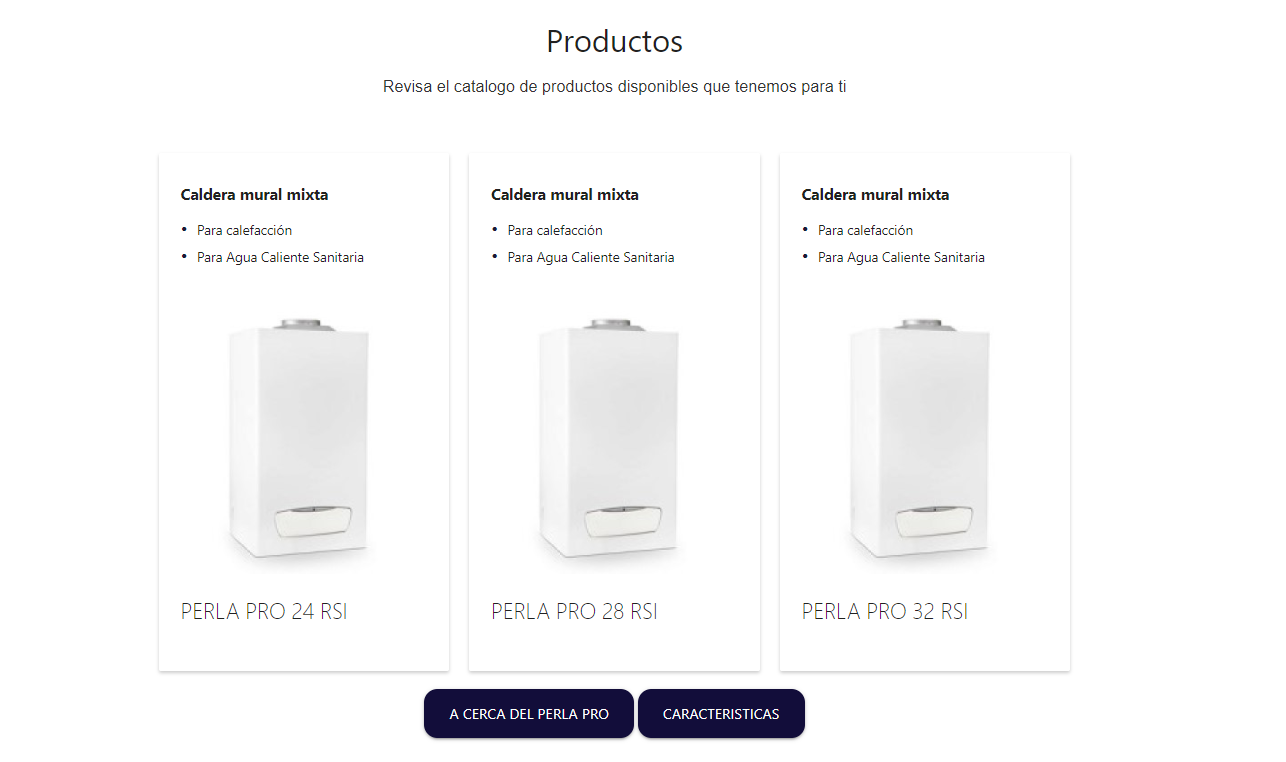 Productos
Revisa el catalogo de productos disponibles que tenemos para ti
Caldera mural mixta
• Para calefacción
• Para Agua Caliente Sanitaria
PERLA PRO 24 RSI
Caldera mural mixta
• Para calefacción
• Para Agua Caliente Sanitaria
PERLA PRO 28 RSI
Caldera mural mixta
• Para calefacción
• Para Agua Caliente Sanitaria
PERLA PRO 32 RSI
A CERCA DEL PERLA PRO
CARACTERISTICAS